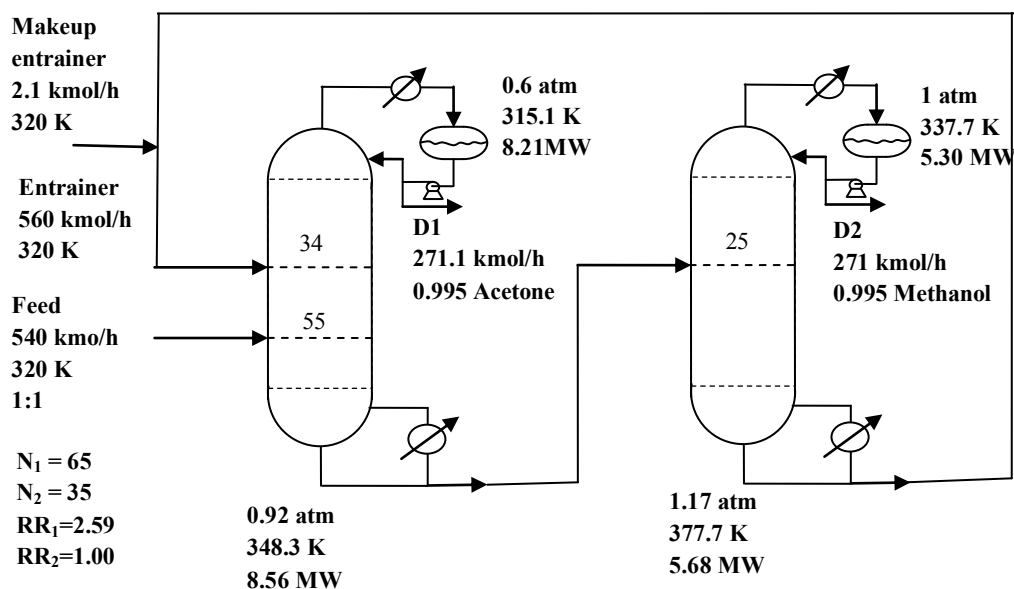 Makeup
entrainer
2.1 kmol/h
320 K
Entrainer
560 kmol/h
320 K
Feed
540 kmo/h
320 K
1:1
N₁ = 65
N₂ = 35
RR₁=2.59
RR₂=1.00
34
55
0.6 atm
315.1 K
8.21MW
D1
271.1 kmol/h
0.995 Acetone
0.92 atm
348.3 K
8.56 MW
25
1 atm
337.7 K
5.30 MW
D2
271 kmol/h
0.995 Methanol
1.17 atm
377.7 K
5.68 MW